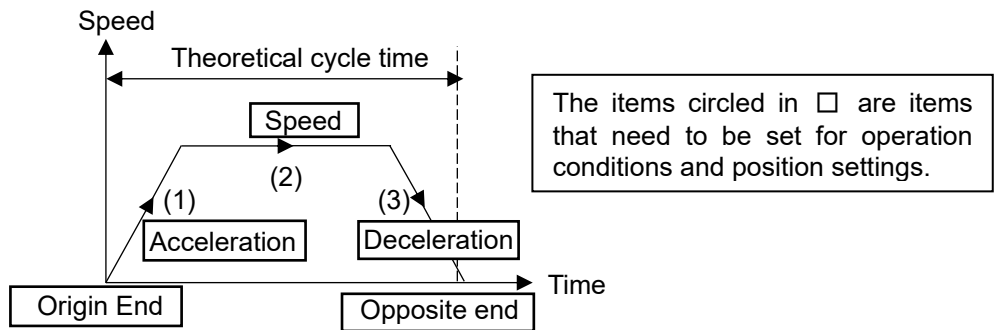 Speed
Theoretical cycle time
Speed
(2)
(1)
(3)
Acceleration
Deceleration
Time
Origin End
Opposite end
The items circled in □ are items
that need to be set for operation
conditions and position settings.